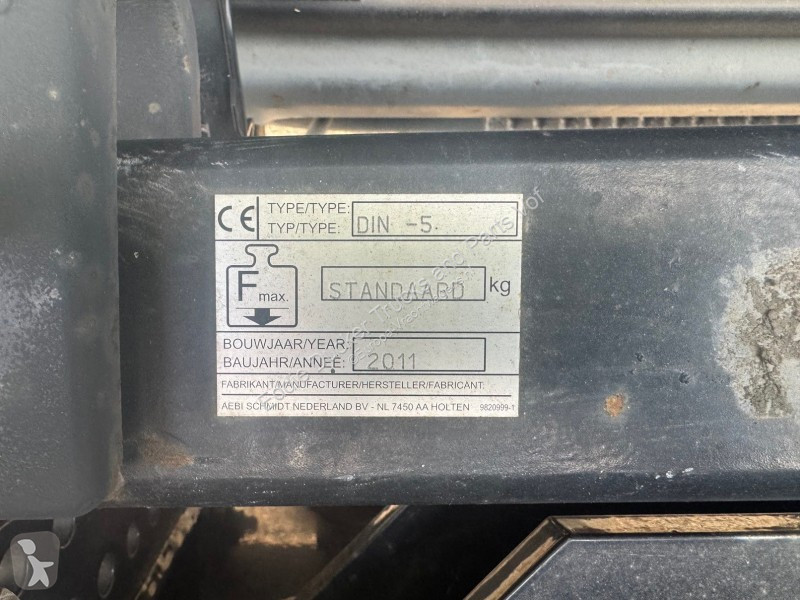 CE TYPE/TYPE:
TYP/TYPE: DIN -5.
F max. STANDAARD kg
BOUWJAAR/YEAR:
BAUJAHR/ANNEE: 2011
FABRIKANT/MANUFACTURER/HERSTELLER/FABRICANT:
AEBI SCHMIDT NEDERLAND BV - NL 7450 AA HOLTEN 9820999-1